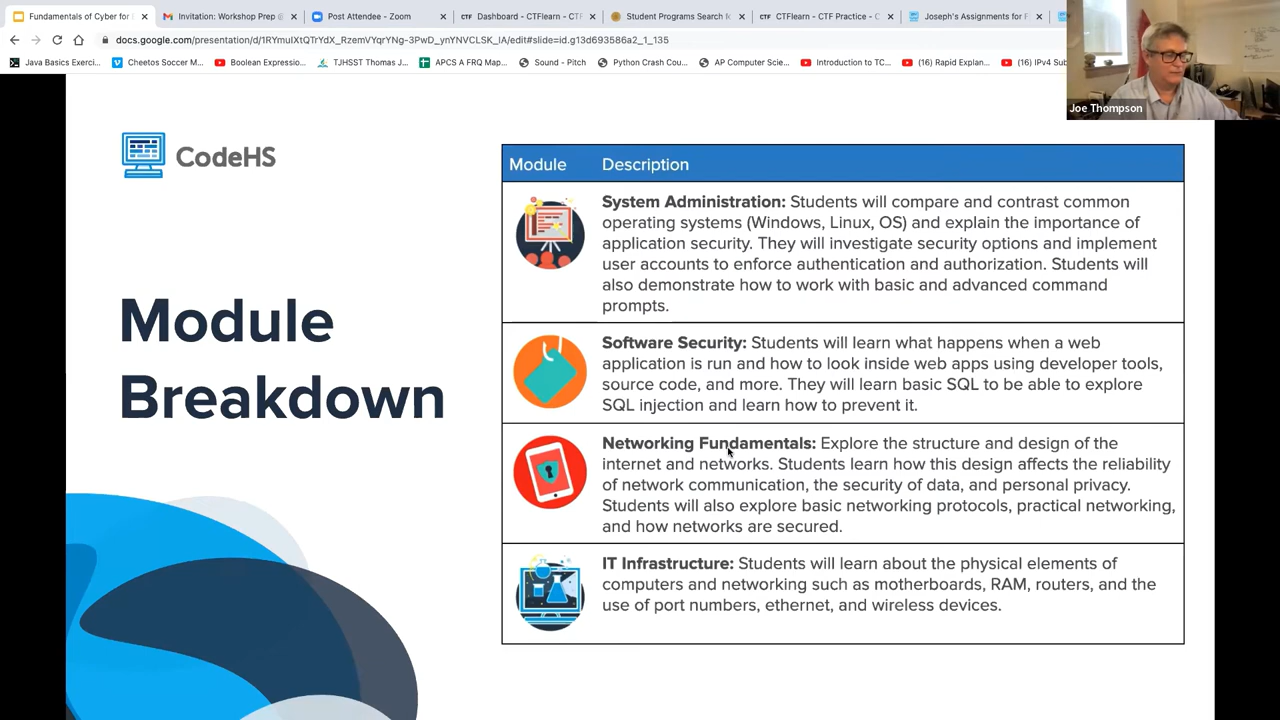 Fundamentals of Cyber for
Invitation: Workshop Prep @
Post Attendee - Zoom
CTF Dashboard - CTFlearn - CTF
Student Programs Search fo
CTF CTFlearn - CTF Practice - C
Joseph's Assignments for F
docs.google.com/presentation/d/1RYmuIXtQTrYdX_RzemVYqrYNg-3PwD_ynYNVCLSK_IA/edit#slide=id.g13d693586a2_1_135
Java Basics Exerci...
Cheetos Soccer M...
Boolean Expressio...
TJHSST Thomas J...
APCS A FRQ Map...
Sound - Pitch
Python Crash Cou...
AP Computer Scie...
Introduction to TC...
(16) Rapid Explan...
(16) IPv4 Sub
Joe Thompson
CodeHS
Module
Breakdown
Module Description
System Administration: Students will compare and contrast common
operating systems (Windows, Linux, OS) and explain the importance of
application security. They will investigate security options and implement
user accounts to enforce authentication and authorization. Students will
also demonstrate how to work with basic and advanced command
prompts.
Software Security: Students will learn what happens when a web
application is run and how to look inside web apps using developer tools,
source code, and more. They will learn basic SQL to be able to explore
SQL injection and learn how to prevent it.
Networking Fundamentals: Explore the structure and design of the
internet and networks. Students learn how this design affects the reliability
of network communication, the security of data, and personal privacy.
Students will also explore basic networking protocols, practical networking,
and how networks are secured.
IT Infrastructure: Students will learn about the physical elements of
computers and networking such as motherboards, RAM, routers, and the
use of port numbers, ethernet, and wireless devices.